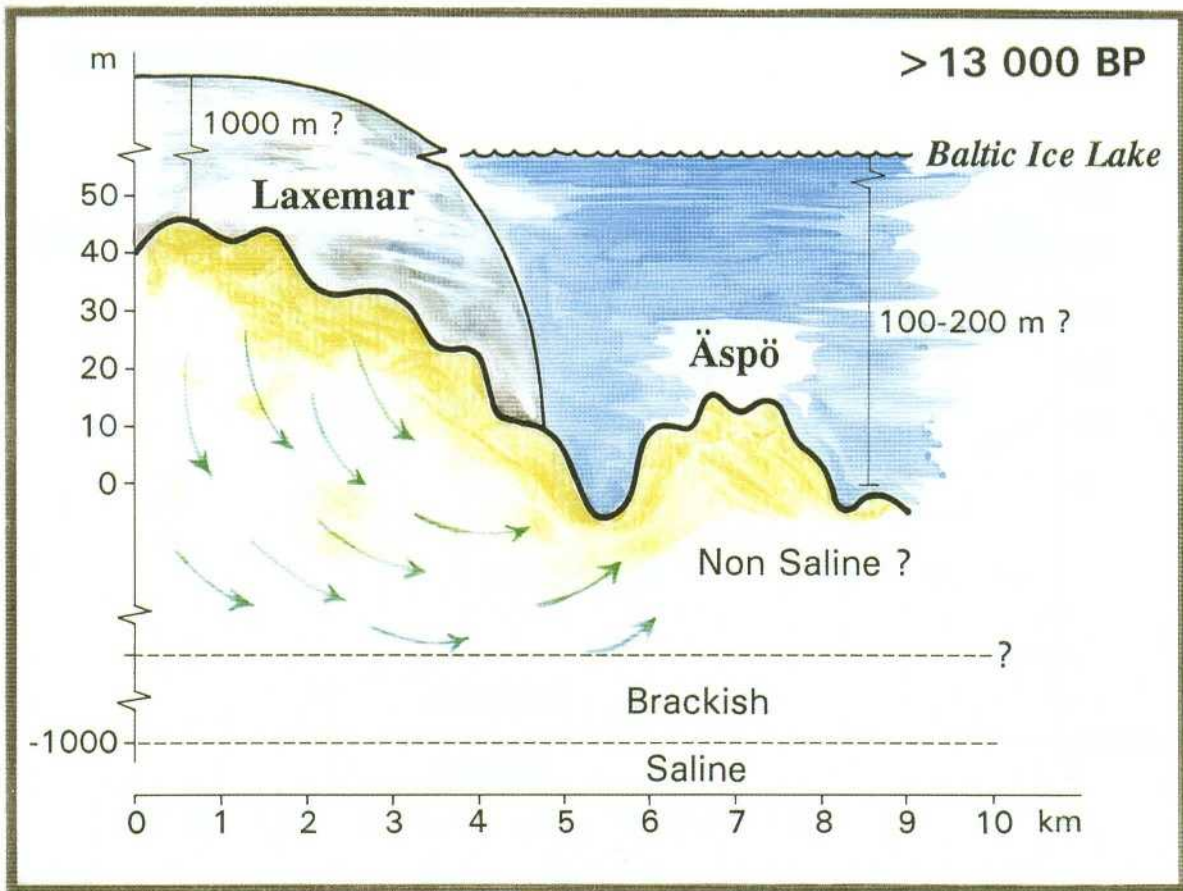 m
> 13 000 BP
1000 m ?
Baltic Ice Lake
Laxemar
50
40
30
100-200 m ?
Äspö
20
10
0
Non Saline ?
?
Brackish
-1000
Saline
0 1 2 3 4 5 6 7 8 9 10 km